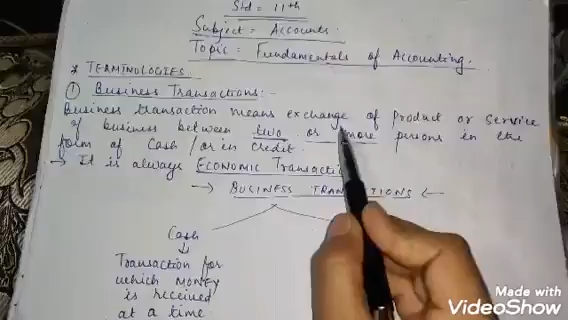 Std = 11th
Subject = Accounts.
Topic = Fundamentals of Accounting.
* TERMINOLOGIES
① Business Transactions :-
Business transaction means exchange of Product or Service
of business between two or more persons in the
form of Cash / or in Credit.
→ It is always ECONOMIC Transacti
→ BUSINESS TRANSACTIONS ←
Cash
↓
Transaction for
which MONEY
is received
at a time
Made with
VideoShow